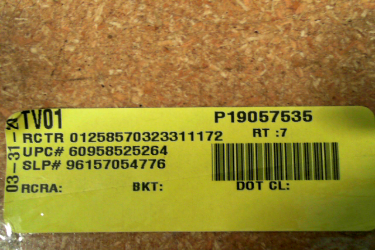 03-31-20
TV01 P19057535
RCTR 01258570323311172 RT :7
UPC# 60958525264
SLP# 96157054776
RCRA: BKT: DOT CL: